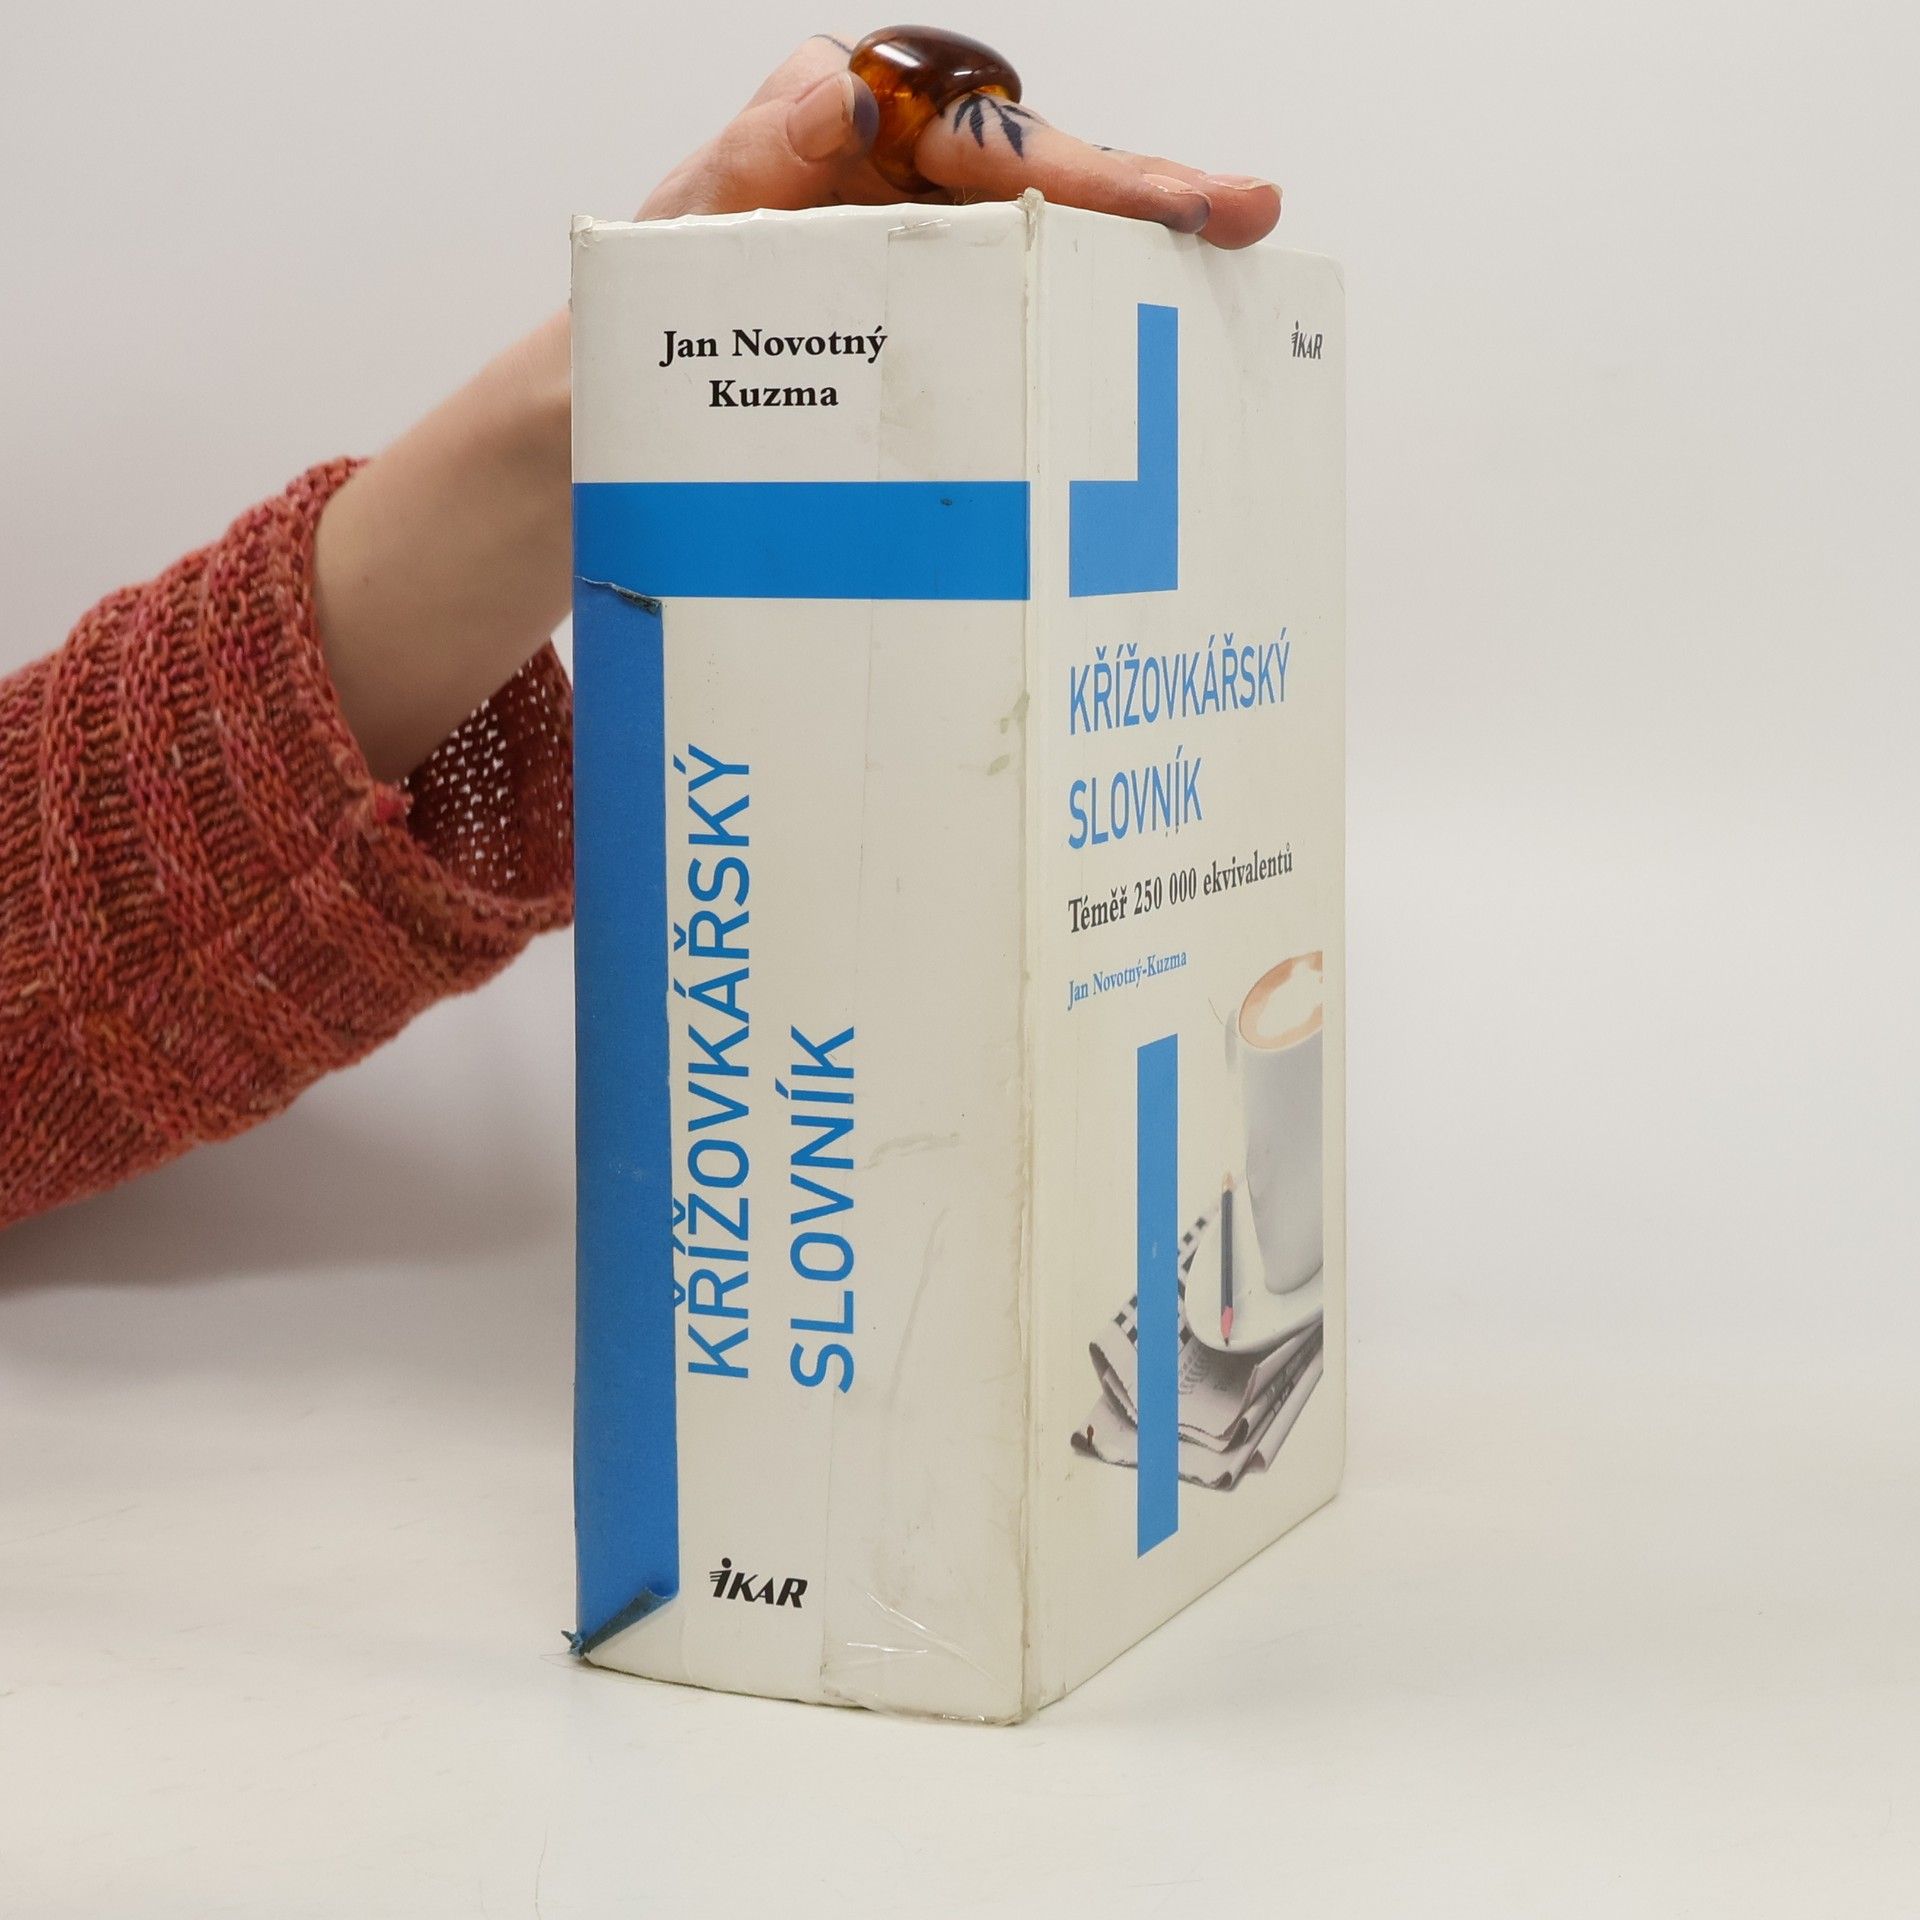 Jan Novotný
Kuzma
KŘÍŽOVKÁŘSKÝ
SLOVNÍK
IKAR
IKAR
KŘÍŽOVKÁŘSKÝ
SLOVNÍK
Téměř 250 000 ekvivalentů
Jan Novotný-Kuzma